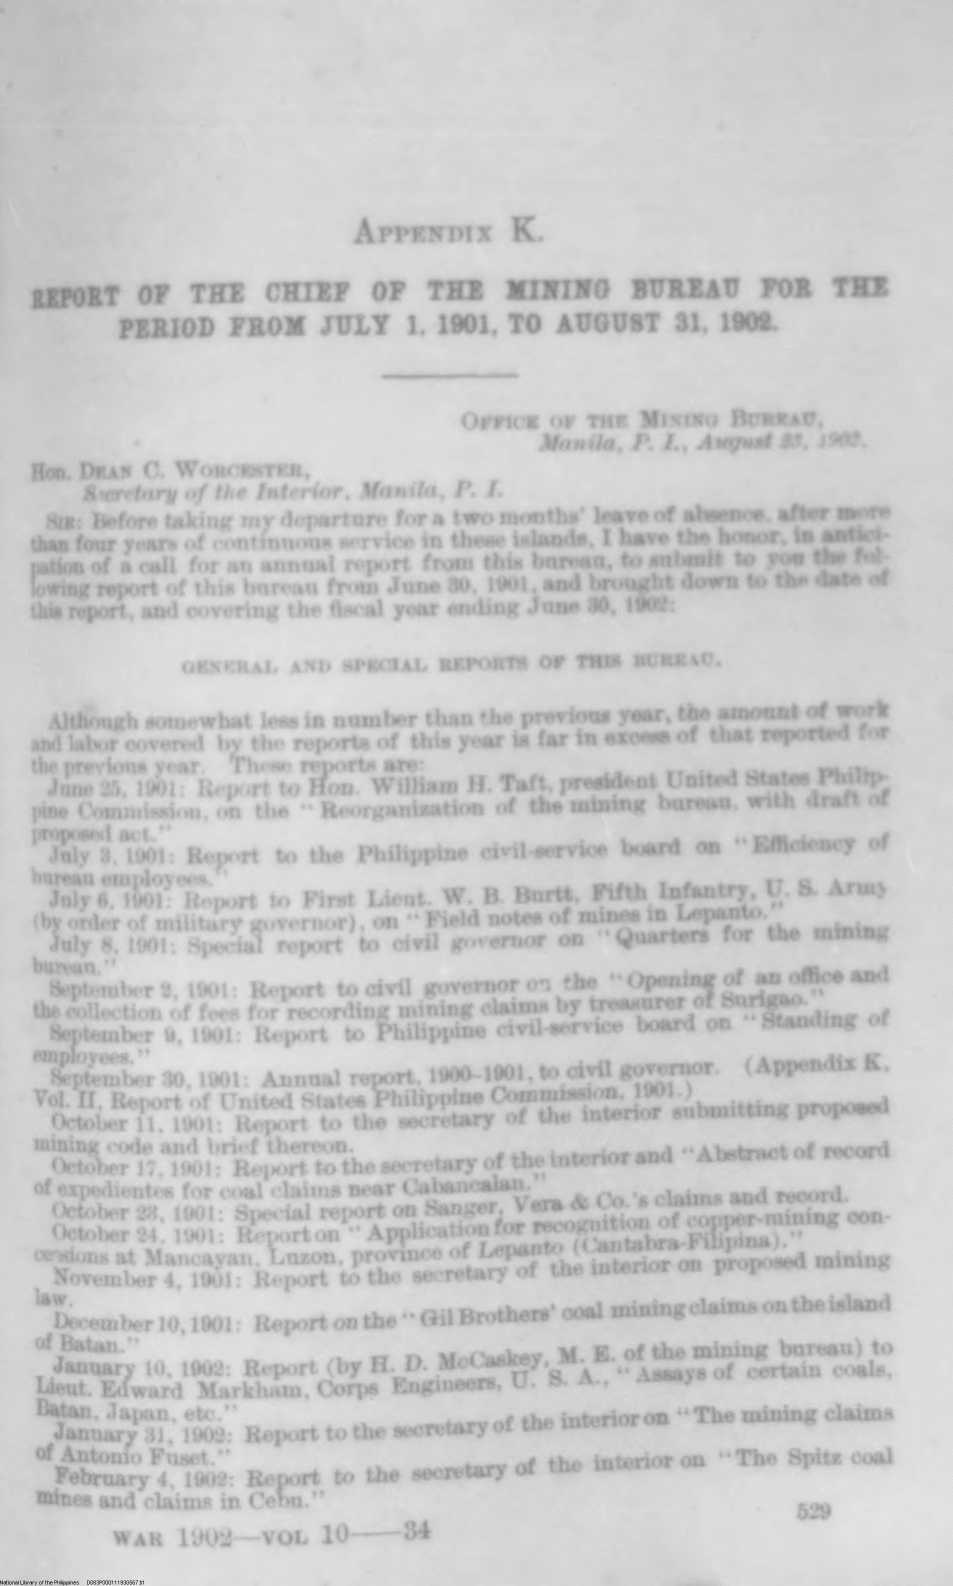 APPENDIX K.
REPORT OF THE CHIEF OF THE MINING BUREAU FOR THE
PERIOD FROM JULY 1, 1901, TO AUGUST 31, 1902.
OFFICE OF THE MINING BUREAU,
Manila, P. I., August 23, 1902.
Hon. DEAN C. WORCESTER,
Secretary of the Interior, Manila, P. I.
SIR: Before taking my departure for a two months' leave of absence, after more
than four years of continuous service in these islands, I have the honor, in antici-
pation of a call for an annual report from this bureau, to submit to you the fol-
lowing report of this bureau from June 30, 1901, and brought down to the date of
this report, and covering the fiscal year ending June 30, 1902:
GENERAL AND SPECIAL REPORTS OF THIS BUREAU.
Although somewhat less in number than the previous year, the amount of work
and labor covered by the reports of this year is far in excess of that reported for
the previous year. These reports are:
June 25, 1901: Report to Hon. William H. Taft, president United States Philip-
pine Commission, on the "Reorganization of the mining bureau, with draft of
proposed act."
July 3, 1901: Report to the Philippine civil-service board on "Efficiency of
bureau employees."
July 6, 1901: Report to First Lieut. W. B. Burtt, Fifth Infantry, U. S. Army
(by order of military governor), on "Field notes of mines in Lepanto."
July 8, 1901: Special report to civil governor on "Quarters for the mining
bureau."
September 2, 1901: Report to civil governor on the "Opening of an office and
the collection of fees for recording mining claims by treasurer of Surigao."
September 9, 1901: Report to Philippine civil-service board on "Standing of
employees."
September 30, 1901: Annual report, 1900-1901, to civil governor. (Appendix K,
Vol. II, Report of United States Philippine Commission, 1901.)
October 11, 1901: Report to the secretary of the interior submitting proposed
mining code and brief thereon.
October 17, 1901: Report to the secretary of the interior and "Abstract of record
of expedientes for coal claims near Cabancalan."
October 23, 1901: Special report on Sanger, Vera & Co.'s claims and record.
October 24, 1901: Report on "Application for recognition of copper-mining con-
cessions at Mancayan, Luzon, province of Lepanto (Cantabra-Filipina)."
November 4, 1901: Report to the secretary of the interior on proposed mining
law.
December 10, 1901: Report on the "Gil Brothers' coal mining claims on the island
of Batan."
January 10, 1902: Report (by H. D. McCaskey, M. E. of the mining bureau) to
Lieut. Edward Markham, Corps Engineers, U. S. A., "Assays of certain coals,
Batan, Japan, etc."
January 31, 1902: Report to the secretary of the interior on "The mining claims
of Antonio Fuset."
February 4, 1902: Report to the secretary of the interior on "The Spitz coal
mines and claims in Cebu."
529
WAR 1902—VOL 10——34
National Library of the Philippines